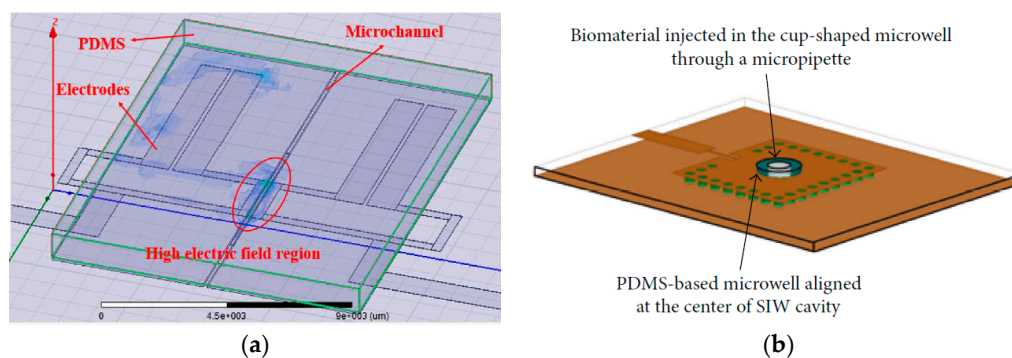 z
PDMS
Microchannel
Electrodes
High electric field region
0
4.5e+003
9e+003 (um)
(a)
Biomaterial injected in the cup-shaped microwell
through a micropipette
PDMS-based microwell aligned
at the center of SIW cavity
(b)